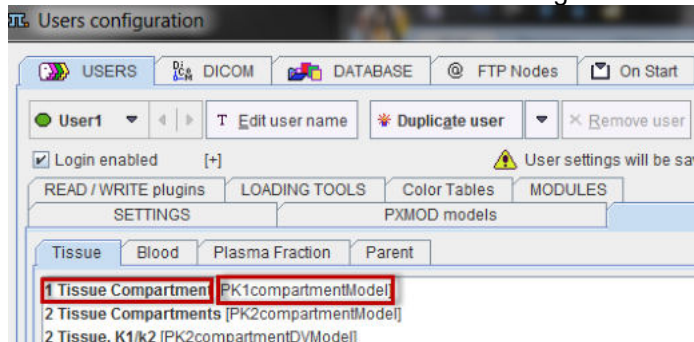 Users configuration
USERS DICOM DATABASE @ FTP Nodes On Start
User1 T Edit user name Duplicate user Remove user
Login enabled [+] User settings will be sa
READ / WRITE plugins LOADING TOOLS Color Tables MODULES
SETTINGS PXMOD models
Tissue Blood Plasma Fraction Parent
1 Tissue Compartment [PK1compartmentModel]
2 Tissue Compartments [PK2compartmentModel]
2 Tissue, K1/k2 [PK2compartmentDVModel]